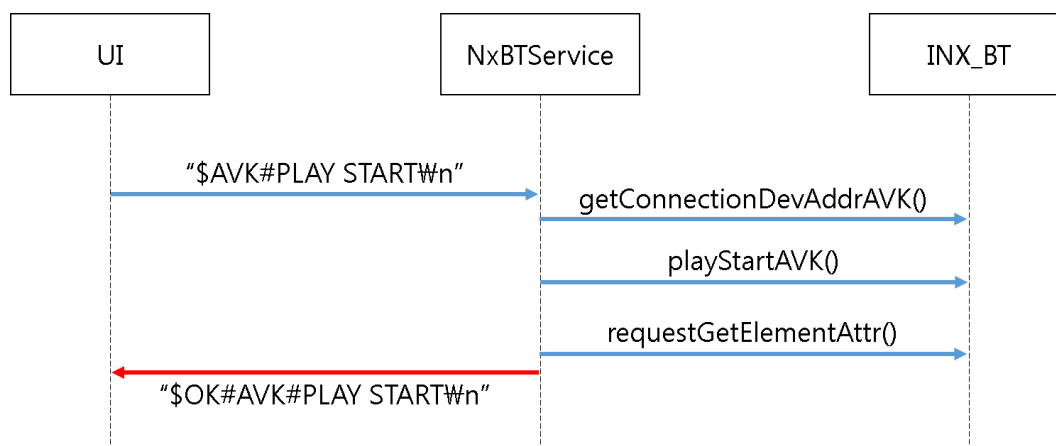 UI
NxBTService
INX_BT
“$AVK#PLAY START₩n”
getConnectionDevAddrAVK()
playStartAVK()
requestGetElementAttr()
“$OK#AVK#PLAY START₩n”